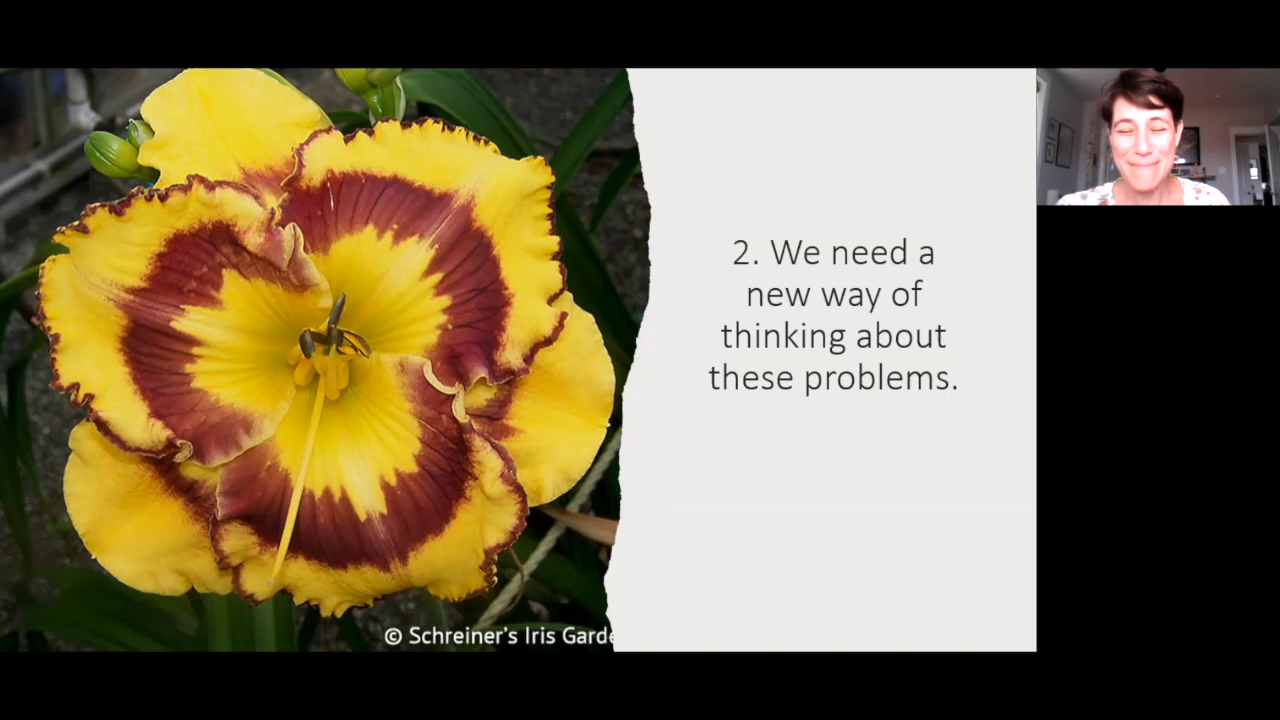 2. We need a
new way of
thinking about
these problems.
© Schreiner's Iris Garde